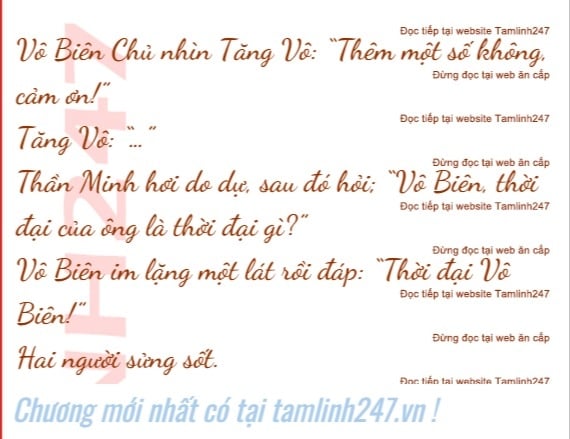 Đọc tiếp tại website Tamlinh247
Vô Biên Chủ nhìn Tăng Vô: "Thêm một số không,
Đừng đọc tại web ăn cắp
cảm ơn!"
Đọc tiếp tại website Tamlinh247
Tăng Vô: "..."
Đừng đọc tại web ăn cắp
Thần Minh hơi do dự, sau đó hỏi; "Vô Biên, thời
Đọc tiếp tại website Tamlinh247
đại của ông là thời đại gì?"
Đừng đọc tại web ăn cắp
Vô Biên im lặng một lát rồi đáp: "Thời đại Vô
Đọc tiếp tại website Tamlinh247
Biên!"
Đừng đọc tại web ăn cắp
Hai người sửng sốt.
Đọc tiếp tại website Tamlinh247
NH247
Chương mới nhất có tại tamlinh247.vn !